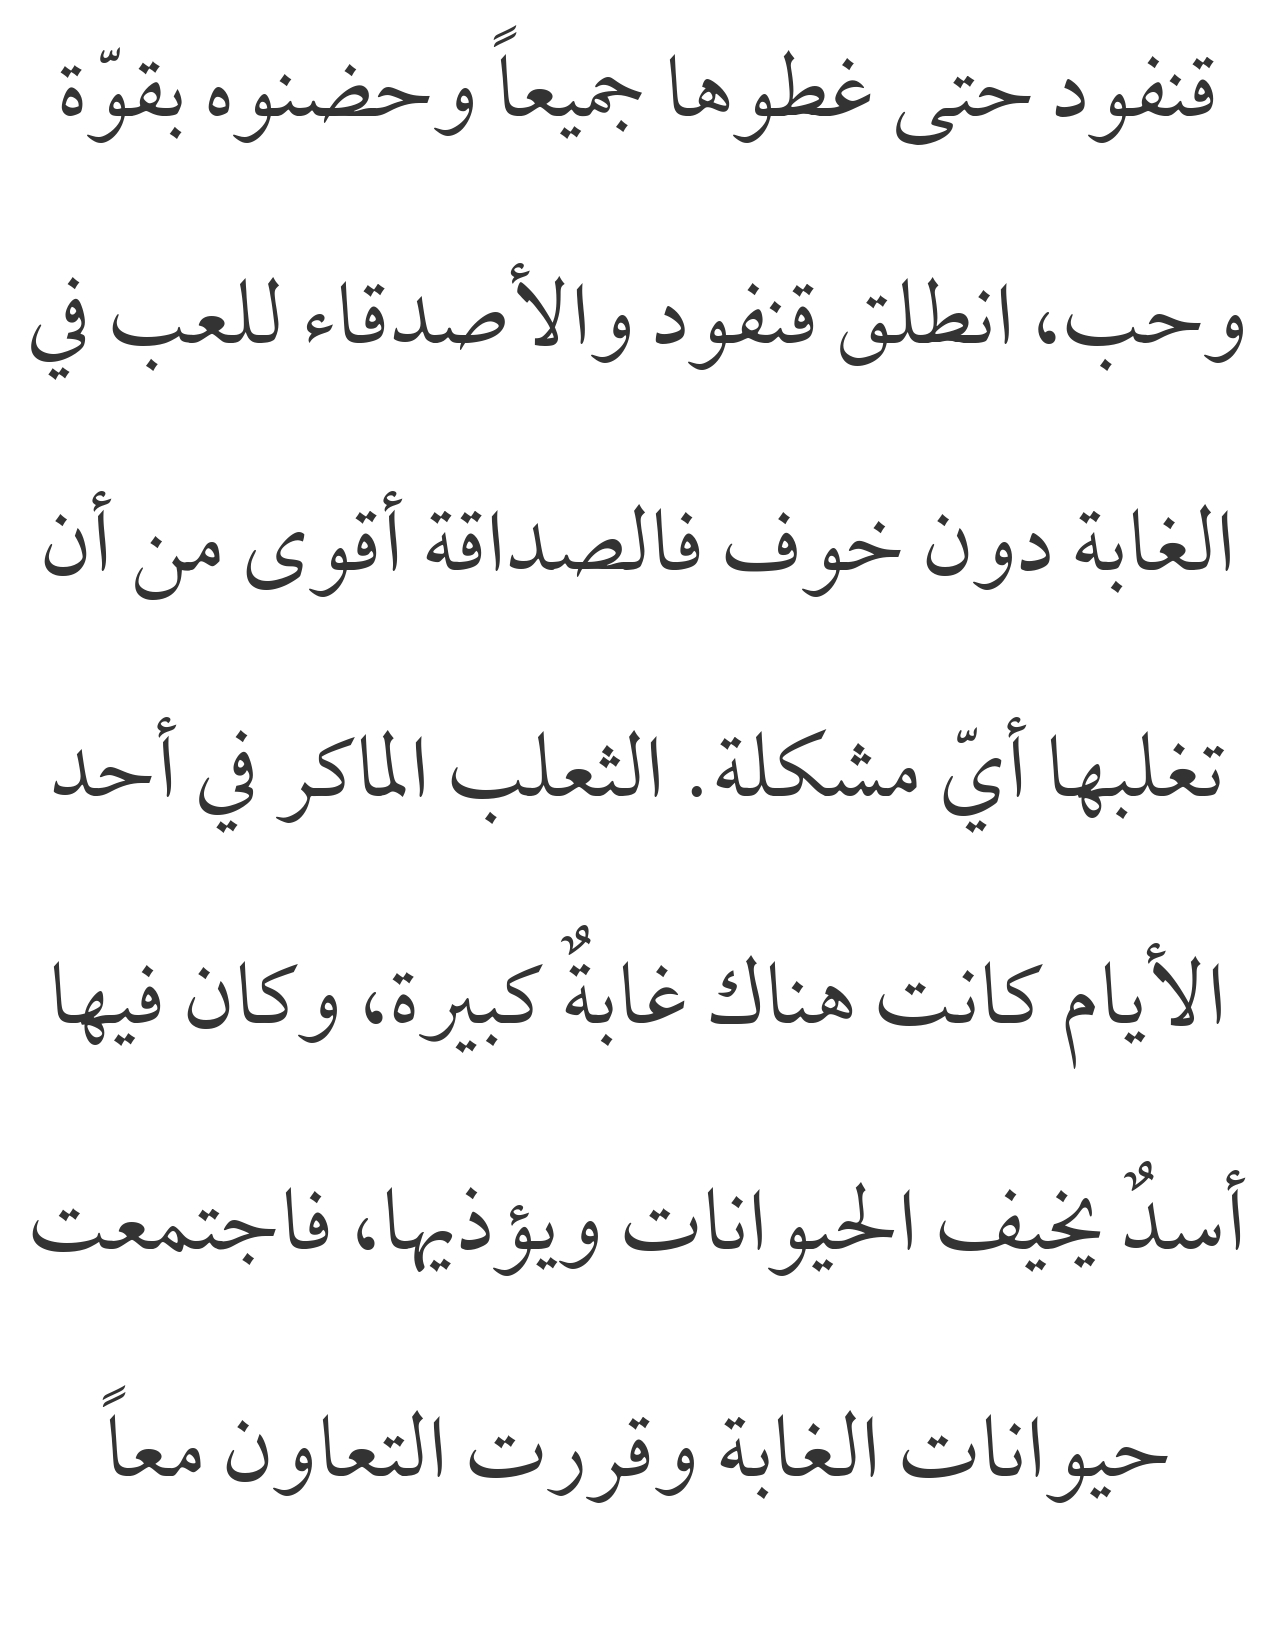 قنفود حتى غطوها جميعاً وحضنوه بقوّة
وحب، انطلق قنفود والأصدقاء للعب في
الغابة دون خوف فالصداقة أقوى من أن
تغلبها أيّ مشكلة. الثعلب الماكر في أحد
الأيام كانت هناك غابةٌ كبيرة، وكان فيها
أسدٌ يخيف الحيوانات ويؤذيها، فاجتمعت
حيوانات الغابة وقررت التعاون معاً